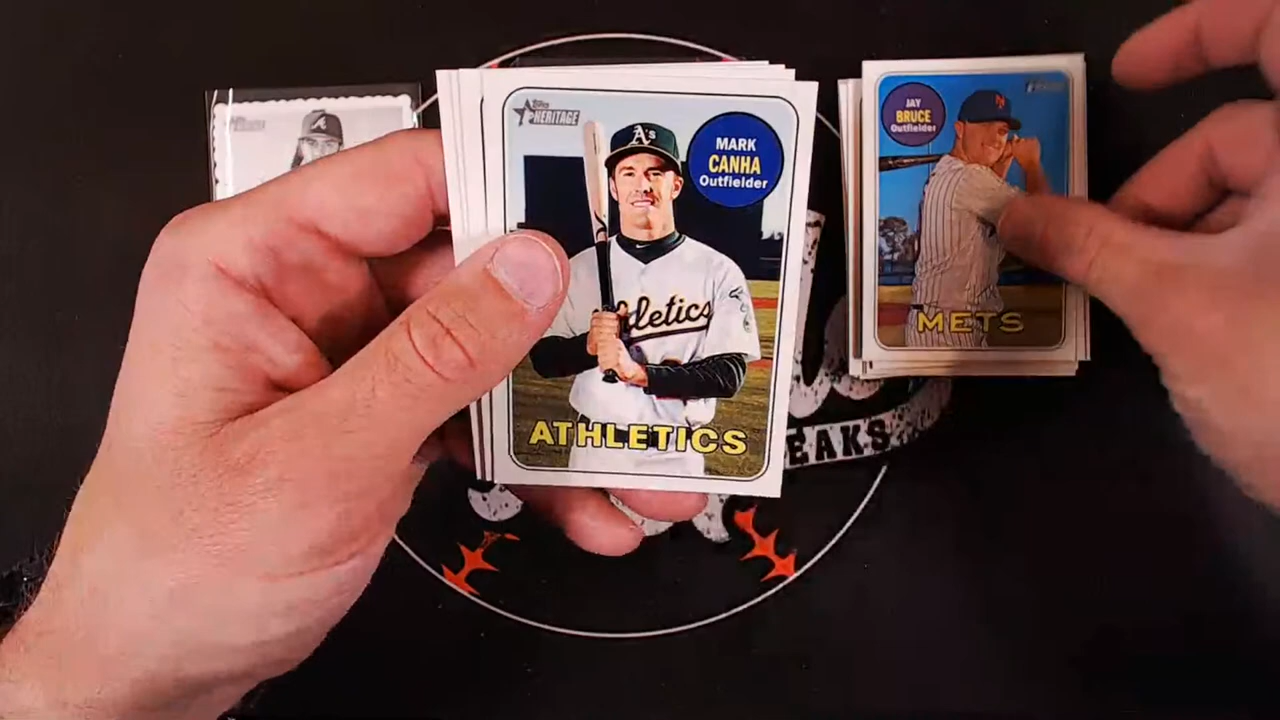 Topps
HERITAGE
A's
MARK
CANHA
Outfielder
Athletics
ATHLETICS
JAY
BRUCE
Outfielder
METS
EAKS